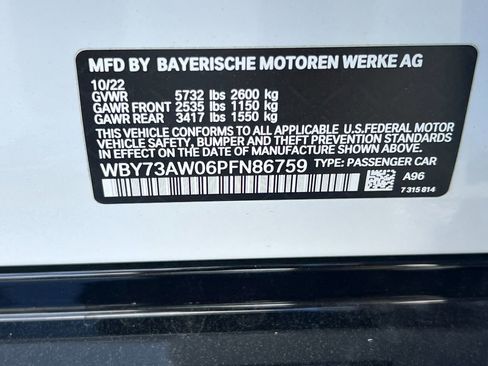 MFD BY BAYERISCHE MOTOREN WERKE AG
10/22
GVWR 5732 lbs 2600 kg
GAWR FRONT 2535 lbs 1150 kg
GAWR REAR 3417 lbs 1550 kg
THIS VEHICLE CONFORMS TO ALL APPLICABLE U.S.FEDERAL MOTOR
VEHICLE SAFETY, BUMPER, AND THEFT PREVENTION STANDARDS
IN EFFECT ON THE DATE OF MANUFACTURE SHOWN ABOVE.
WBY73AW06PFN86759 TYPE: PASSENGER CAR
A96
7 315 814